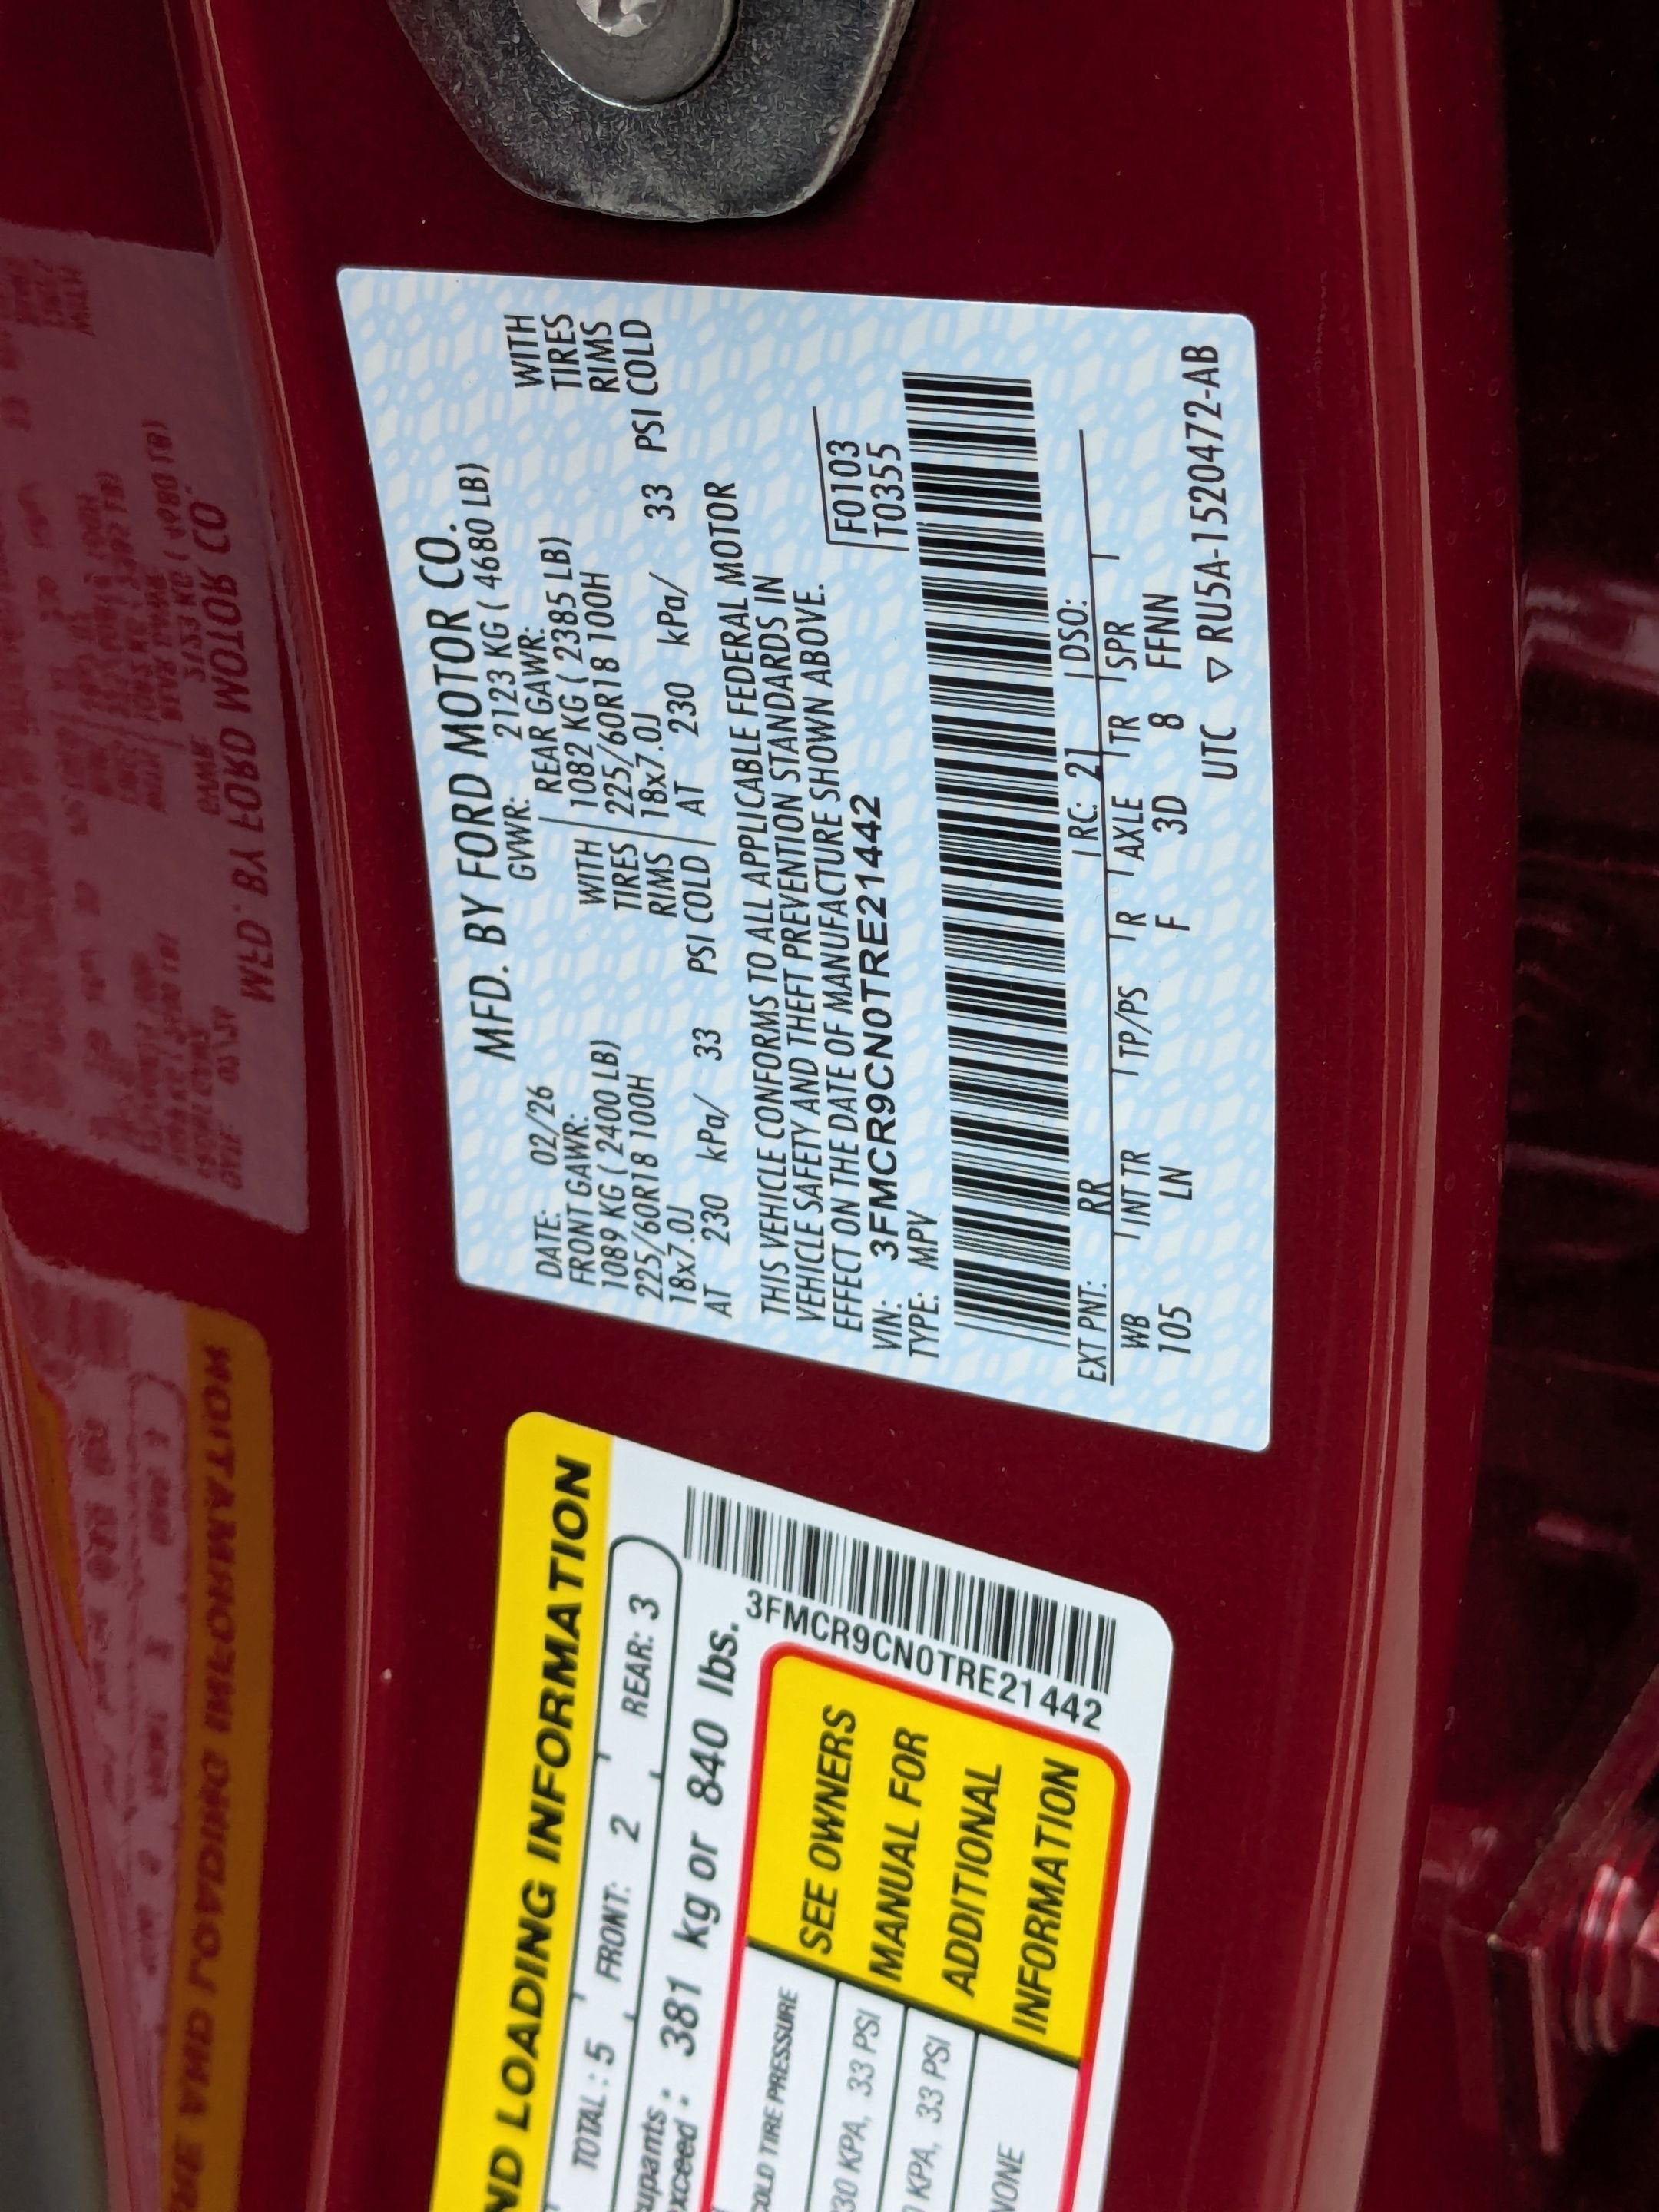 MFD. BY FORD MOTOR CO.
DATE: 02/26 GVWR: 2123 KG ( 4680 LB)
FRONT GAWR: REAR GAWR: WITH
1089 KG ( 2400 LB) WITH 1082 KG ( 2385 LB) TIRES
225/60R18 100H TIRES 225/60R18 100H RIMS
18x7.0J RIMS 18x7.0J
AT 230 kPa/ 33 PSI COLD AT 230 kPa/ 33 PSI COLD
THIS VEHICLE CONFORMS TO ALL APPLICABLE FEDERAL MOTOR
VEHICLE SAFETY AND THEFT PREVENTION STANDARDS IN
EFFECT ON THE DATE OF MANUFACTURE SHOWN ABOVE.
VIN: 3FMCR9CN0TRE21442 F0103
TYPE: MPV T0355
EXT PNT: RR RC: 21 DSO:
WB INT TR TP/PS R AXLE TR SPR
105 LN F 3D 8 FFNN
UTC ▽ RU5A-1520472-AB
ND LOADING INFORMATION
TOTAL : 5 FRONT: 2 REAR: 3
381 kg or 840 lbs.
3FMCR9CN0TRE21442
TIRE PRESSURE
KPA, 33 PSI
KPA, 33 PSI
NONE
SEE OWNERS
MANUAL FOR
ADDITIONAL
INFORMATION